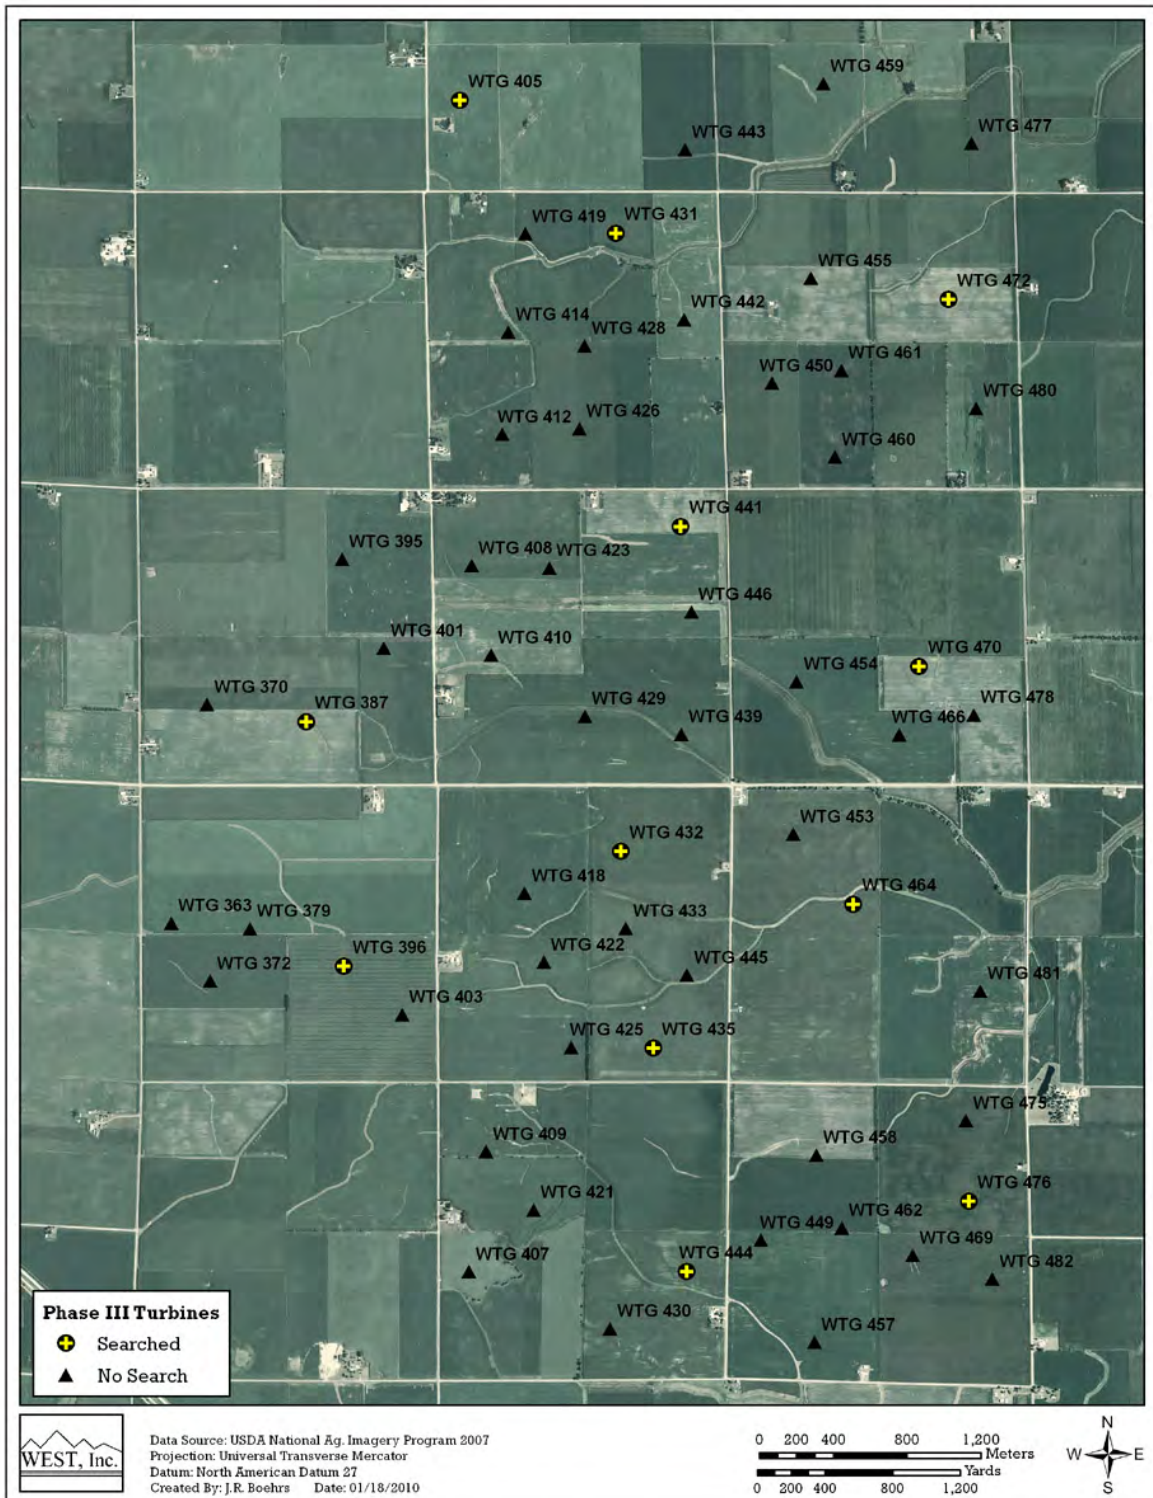 WTG 459
WTG 405
WTG 443
WTG 477
WTG 419
WTG 431
WTG 455
WTG 472
WTG 442
WTG 414
WTG 428
WTG 461
WTG 450
WTG 480
WTG 412
WTG 426
WTG 460
WTG 441
WTG 395
WTG 408
WTG 423
WTG 446
WTG 401
WTG 410
WTG 470
WTG 454
WTG 370
WTG 387
WTG 429
WTG 439
WTG 466
WTG 478
WTG 453
WTG 432
WTG 418
WTG 464
WTG 363
WTG 379
WTG 433
WTG 396
WTG 422
WTG 445
WTG 372
WTG 481
WTG 403
WTG 425
WTG 435
WTG 475
WTG 409
WTG 458
WTG 476
WTG 421
WTG 449
WTG 462
WTG 469
WTG 407
WTG 444
WTG 482
WTG 430
WTG 457
Phase III Turbines
Searched
No Search
WEST, Inc.
Data Source: USDA National Ag. Imagery Program 2007
Projection: Universal Transverse Mercator
Datum: North American Datum 27
Created By: J.R. Boehrs Date: 01/18/2010
0 200 400 800 1,200
Meters
Yards
0 200 400 800 1,200
N
W E
S